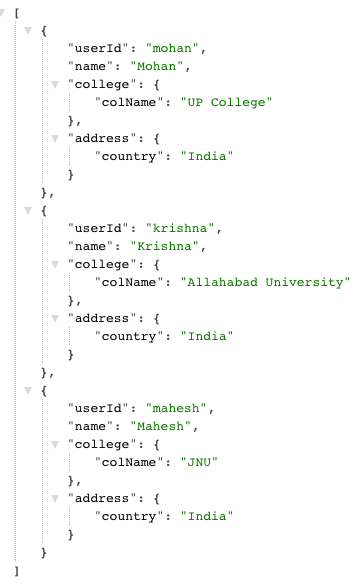 [
{
"userId": "mohan",
"name": "Mohan",
"college": {
"colName": "UP College"
},
"address": {
"country": "India"
}
},
{
"userId": "krishna",
"name": "Krishna",
"college": {
"colName": "Allahabad University"
},
"address": {
"country": "India"
}
},
{
"userId": "mahesh",
"name": "Mahesh",
"college": {
"colName": "JNU"
},
"address": {
"country": "India"
}
}
]